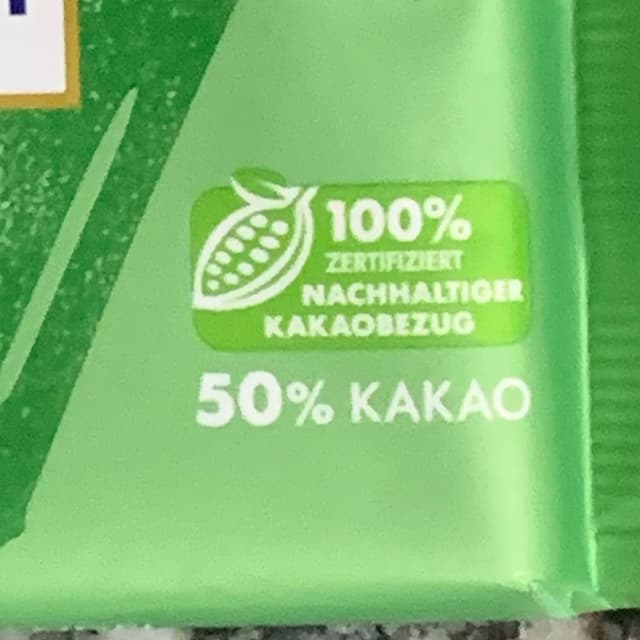 100%
ZERTIFIZIERT
NACHHALTIGER
KAKAOBEZUG
50% KAKAO